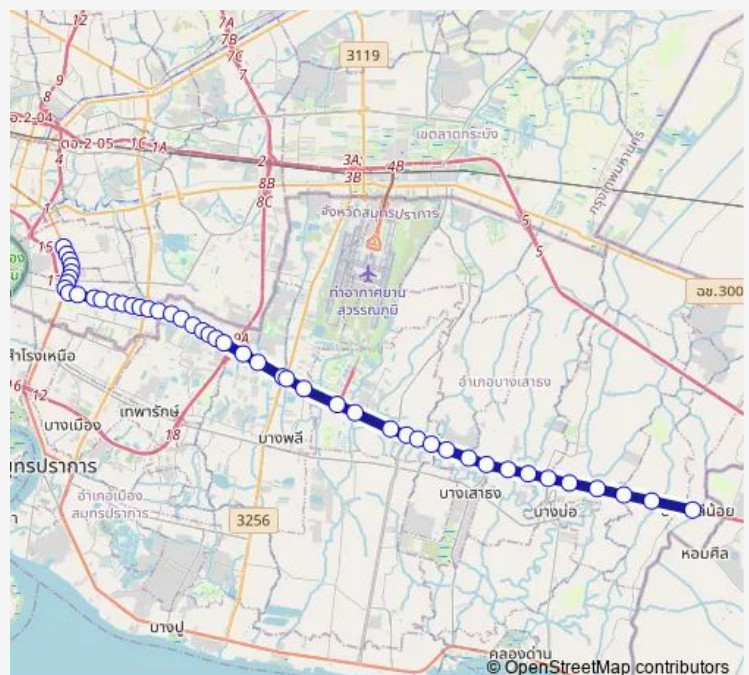 12
7A
7B
7C
7
3119
9
8
ตอ.2-04
ตอ.2-05
1C
1A
4
2
3A;
3B
4B
เขตลาดกระบัง
กรุงเทพมหานคร
8B
8C
1
จังหวัดสมุทรปราการ
5
5
15
ท่าอากาศยาน
สุวรรณภูมิ
ฉช.300
9A
สำโรงเหนือ
16
12
เทพารักษ์
อำเภอบางเสาธง
บางเมือง
18
บางพลี
มุทรปราการ
อำเภอเมือง
สมุทรปราการ
3256
บางเสาธง
บางบ่อ
น้อย
หอมศีล
บางปู
คลองด่าน
© OpenStreetMap contributors